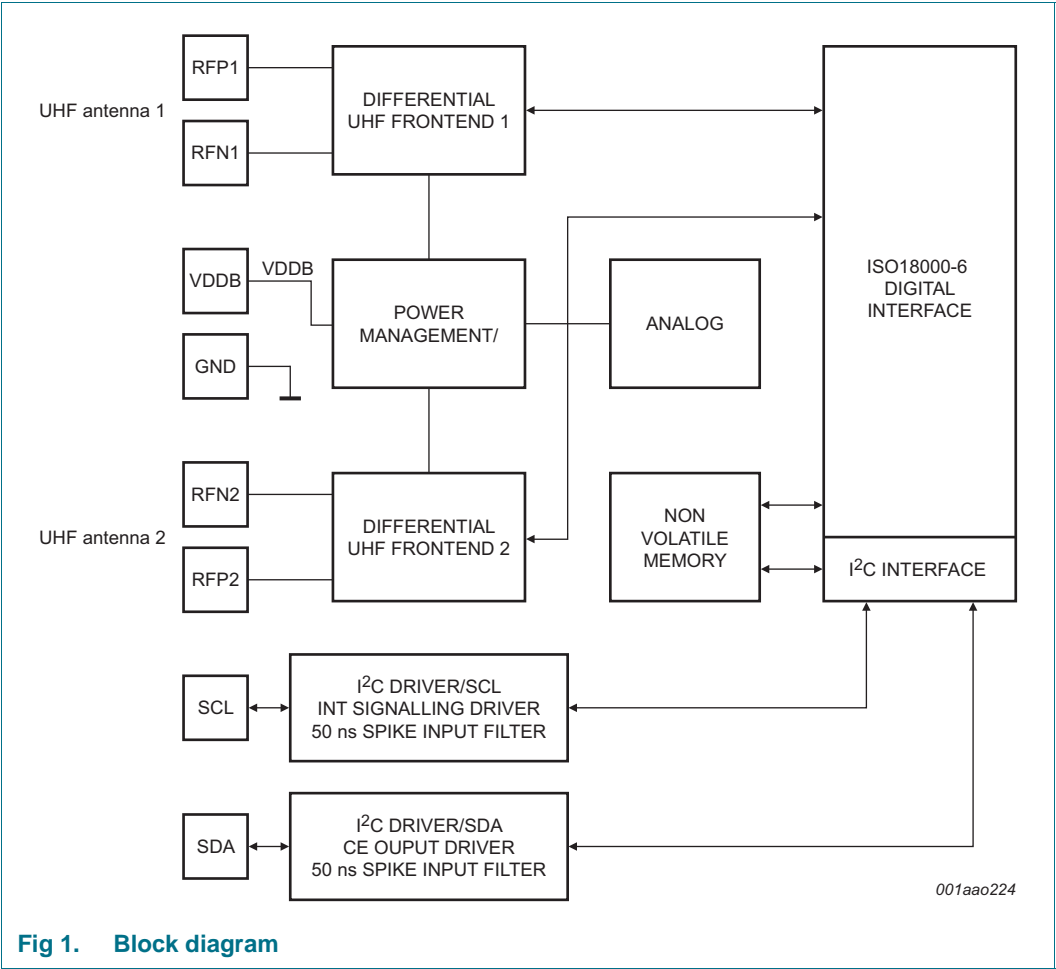 RFP1
UHF antenna 1
RFN1
DIFFERENTIAL
UHF FRONTEND 1
VDDB
VDDB
GND
POWER
MANAGEMENT/
ANALOG
ISO18000-6
DIGITAL
INTERFACE
RFN2
UHF antenna 2
RFP2
DIFFERENTIAL
UHF FRONTEND 2
NON
VOLATILE
MEMORY
I²C INTERFACE
SCL
I²C DRIVER/SCL
INT SIGNALLING DRIVER
50 ns SPIKE INPUT FILTER
SDA
I²C DRIVER/SDA
CE OUPUT DRIVER
50 ns SPIKE INPUT FILTER
001aao224
Fig 1. Block diagram